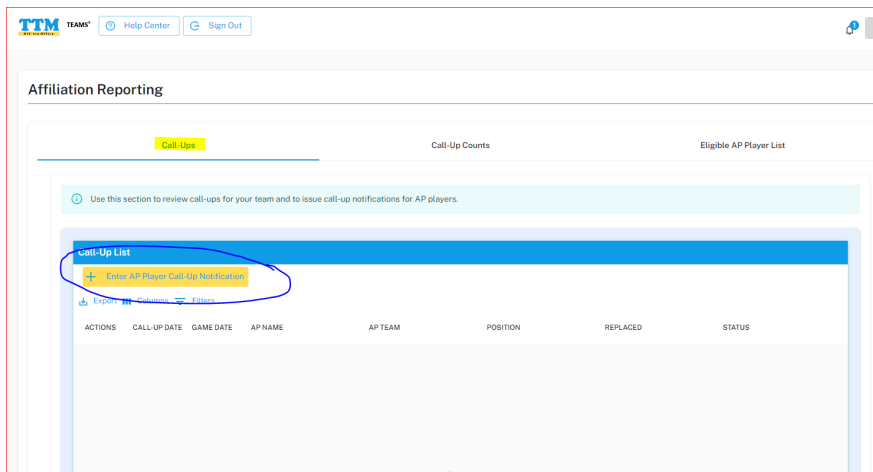 TTM TEAMS® Help Center Sign Out 1
Affiliation Reporting
Call-Ups Call-Up Counts Eligible AP Player List
Use this section to review call-ups for your team and to issue call-up notifications for AP players.
Call-Up List
Enter AP Player Call-Up Notification
Export Columns Filters
ACTIONS CALL-UP DATE GAME DATE AP NAME AP TEAM POSITION REPLACED STATUS